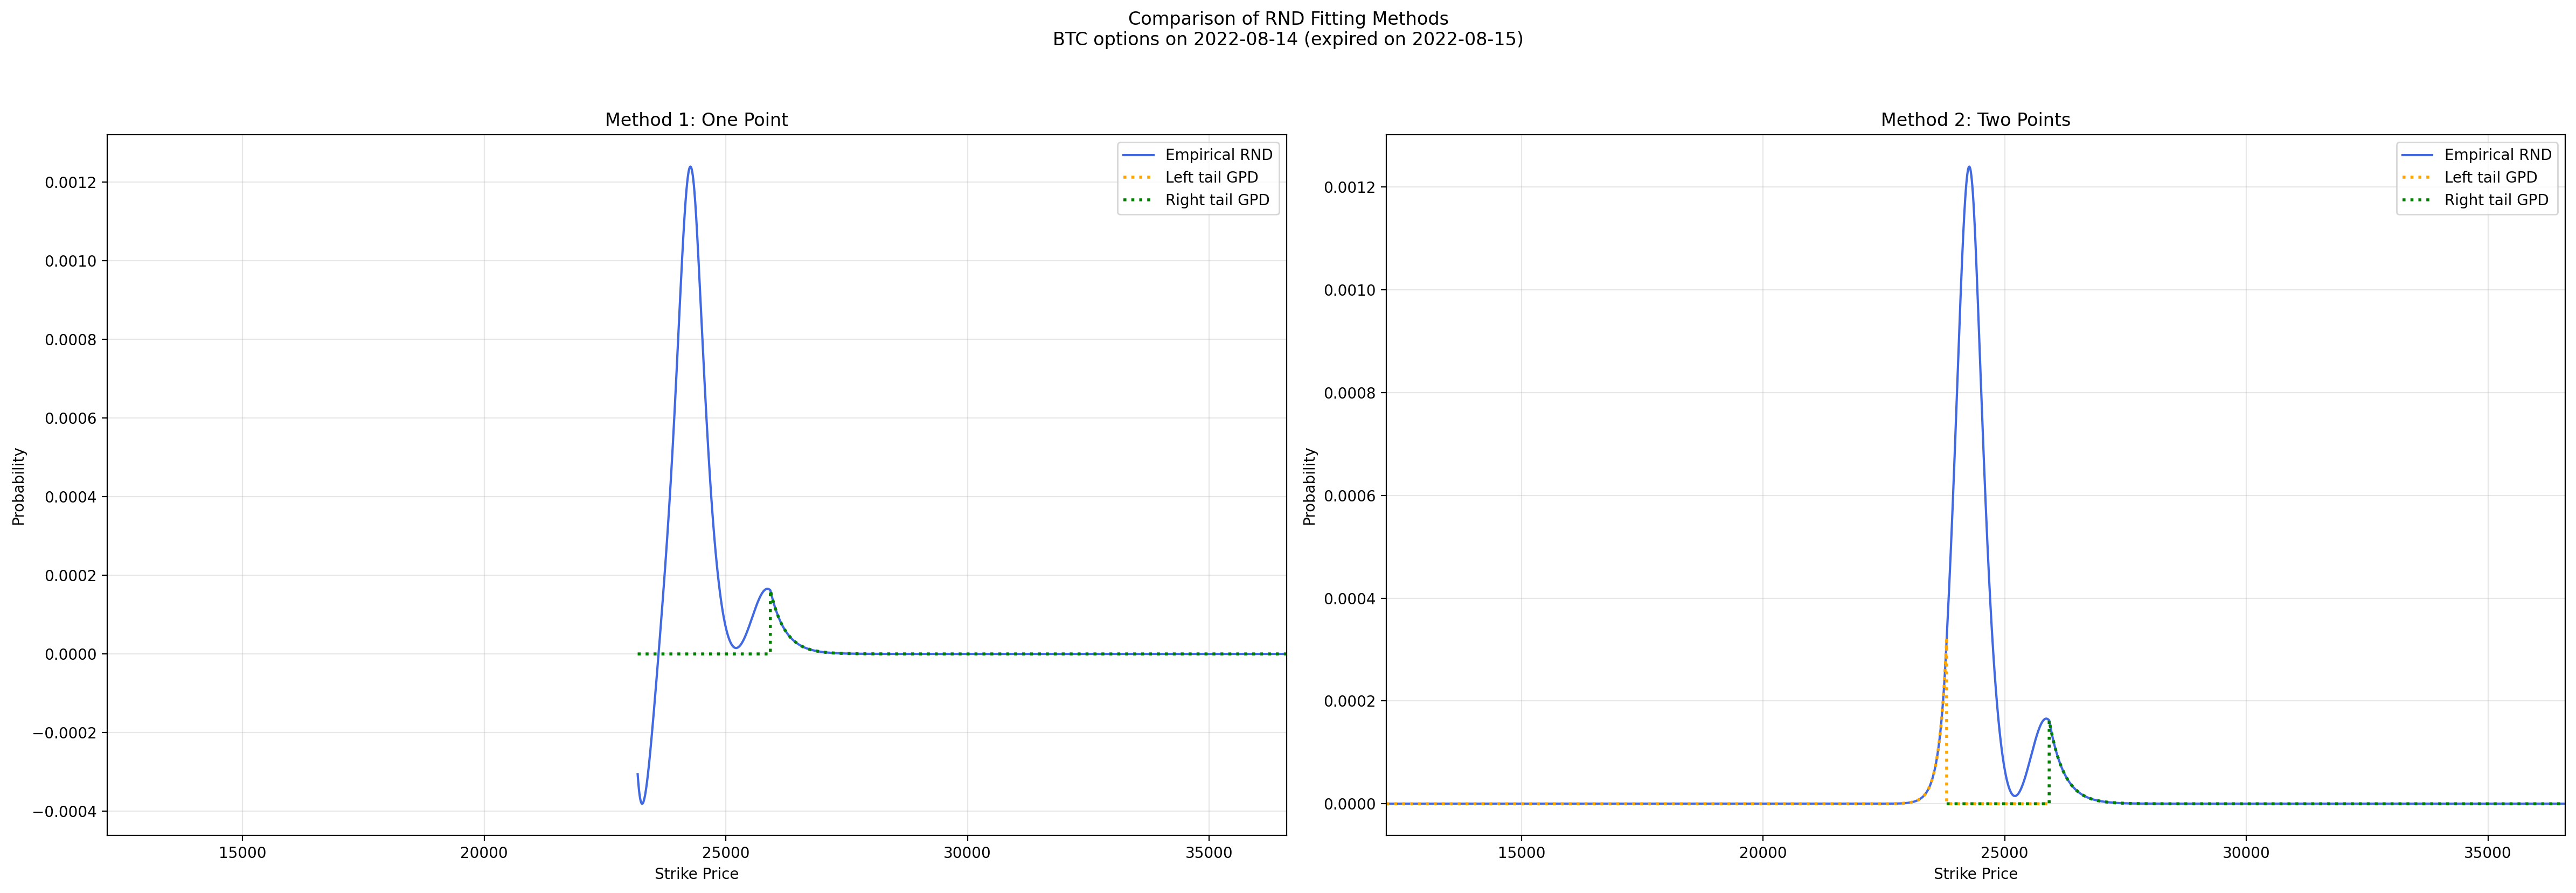 Comparison of RND Fitting Methods
BTC options on 2022-08-14 (expired on 2022-08-15)
Method 1: One Point
Empirical RND
Left tail GPD
Right tail GPD
0.0012
0.0010
0.0008
0.0006
0.0004
0.0002
0.0000
−0.0002
−0.0004
Probability
15000
20000
25000
30000
35000
Strike Price
Method 2: Two Points
Empirical RND
Left tail GPD
Right tail GPD
0.0012
0.0010
0.0008
0.0006
0.0004
0.0002
0.0000
Probability
15000
20000
25000
30000
35000
Strike Price